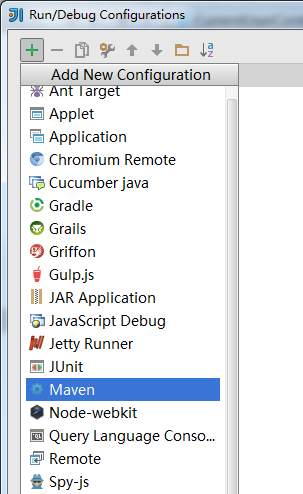 Run/Debug Configurations
Add New Configuration
Ant Target
Applet
Application
Chromium Remote
Cucumber java
Gradle
Grails
Griffon
Gulp.js
JAR Application
JavaScript Debug
Jetty Runner
JUnit
Maven
Node-webkit
Query Language Conso...
Remote
Spy-js